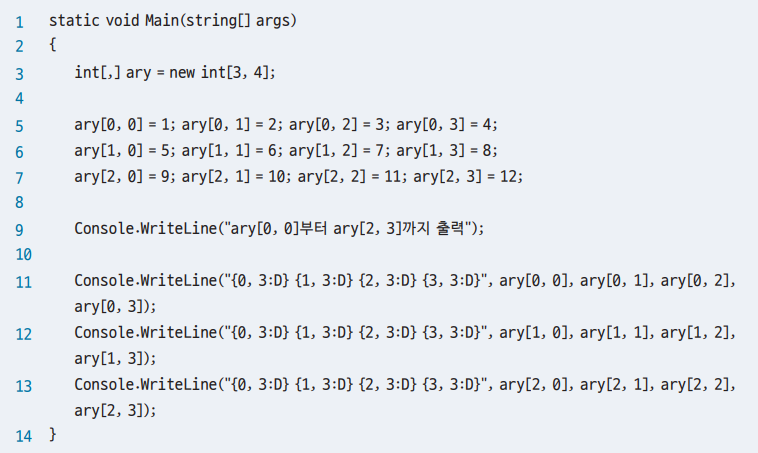 1 static void Main(string[] args)
2 {
3 int[,] ary = new int[3, 4];
4
5 ary[0, 0] = 1; ary[0, 1] = 2; ary[0, 2] = 3; ary[0, 3] = 4;
6 ary[1, 0] = 5; ary[1, 1] = 6; ary[1, 2] = 7; ary[1, 3] = 8;
7 ary[2, 0] = 9; ary[2, 1] = 10; ary[2, 2] = 11; ary[2, 3] = 12;
8
9 Console.WriteLine("ary[0, 0]부터 ary[2, 3]까지 출력");
10
11 Console.WriteLine("{0, 3:D} {1, 3:D} {2, 3:D} {3, 3:D}", ary[0, 0], ary[0, 1], ary[0, 2],
ary[0, 3]);
12 Console.WriteLine("{0, 3:D} {1, 3:D} {2, 3:D} {3, 3:D}", ary[1, 0], ary[1, 1], ary[1, 2],
ary[1, 3]);
13 Console.WriteLine("{0, 3:D} {1, 3:D} {2, 3:D} {3, 3:D}", ary[2, 0], ary[2, 1], ary[2, 2],
ary[2, 3]);
14 }